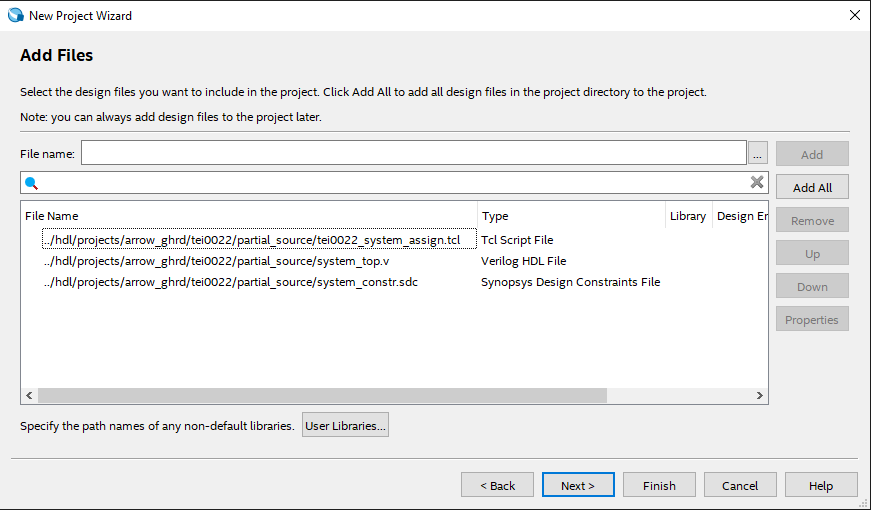 New Project Wizard
Add Files
Select the design files you want to include in the project. Click Add All to add all design files in the project directory to the project.
Note: you can always add design files to the project later.
File name:
...
Add
Add All
File Name Type Library Design En
../hdl/projects/arrow_ghrd/tei0022/partial_source/tei0022_system_assign.tcl Tcl Script File
../hdl/projects/arrow_ghrd/tei0022/partial_source/system_top.v Verilog HDL File
../hdl/projects/arrow_ghrd/tei0022/partial_source/system_constr.sdc Synopsys Design Constraints File
Remove
Up
Down
Properties
Specify the path names of any non-default libraries. User Libraries...
< Back Next > Finish Cancel Help